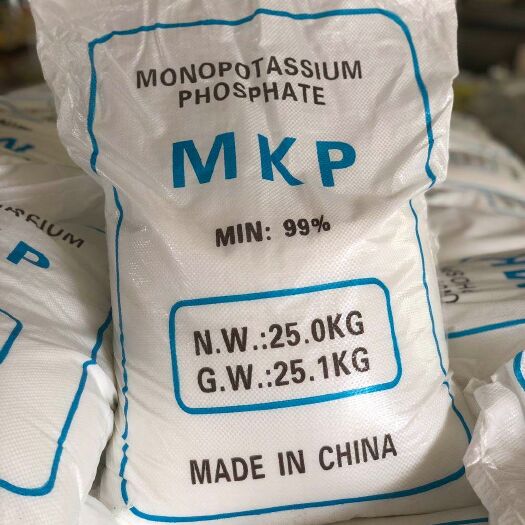 MONOPOTASSIUM
PHOSPHATE
MKP
MIN: 99%
N.W.:25.0KG
G.W.:25.1KG
MADE IN CHINA